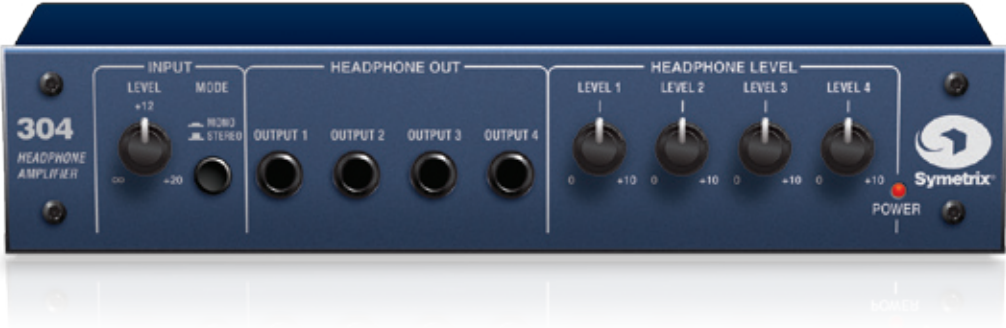 304
HEADPHONE
AMPLIFIER
INPUT
LEVEL
+12
∞ +20
MODE
MONO
STEREO
HEADPHONE OUT
OUTPUT 1 OUTPUT 2 OUTPUT 3 OUTPUT 4
HEADPHONE LEVEL
LEVEL 1 LEVEL 2 LEVEL 3 LEVEL 4
0 +10 0 +10 0 +10 0 +10
Symetrix®
POWER